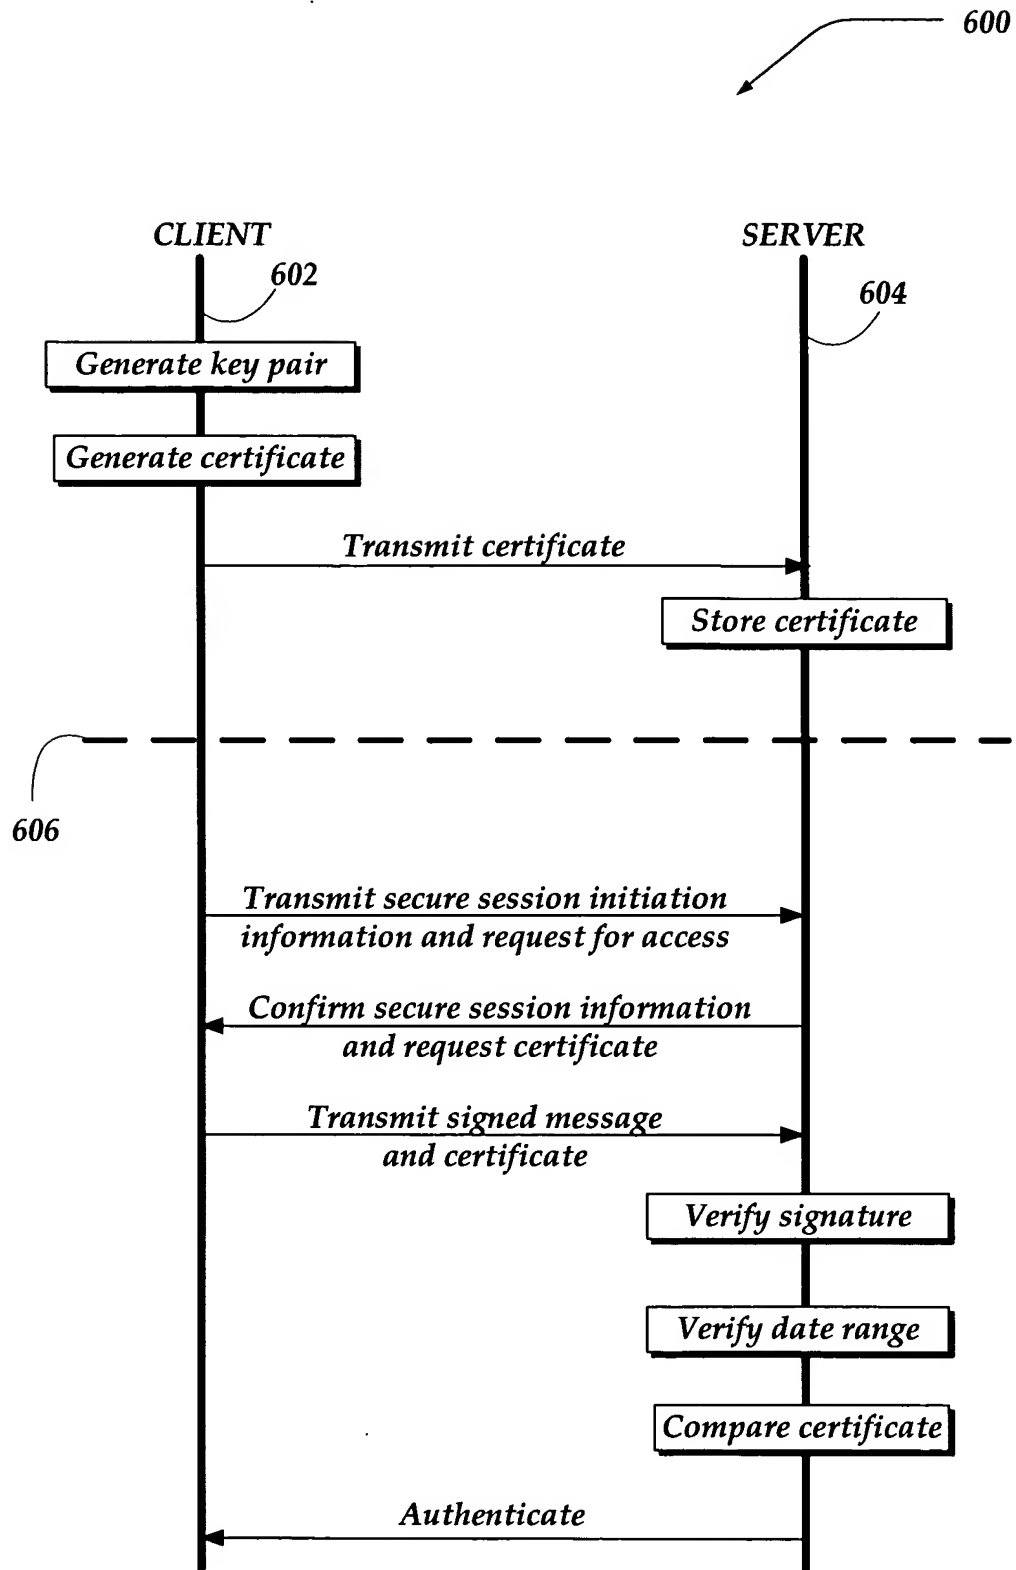 600
CLIENT
SERVER
602
604
Generate key pair
Generate certificate
Transmit certificate
Store certificate
606
Transmit secure session initiation
information and request for access
Confirm secure session information
and request certificate
Transmit signed message
and certificate
Verify signature
Verify date range
Compare certificate
Authenticate